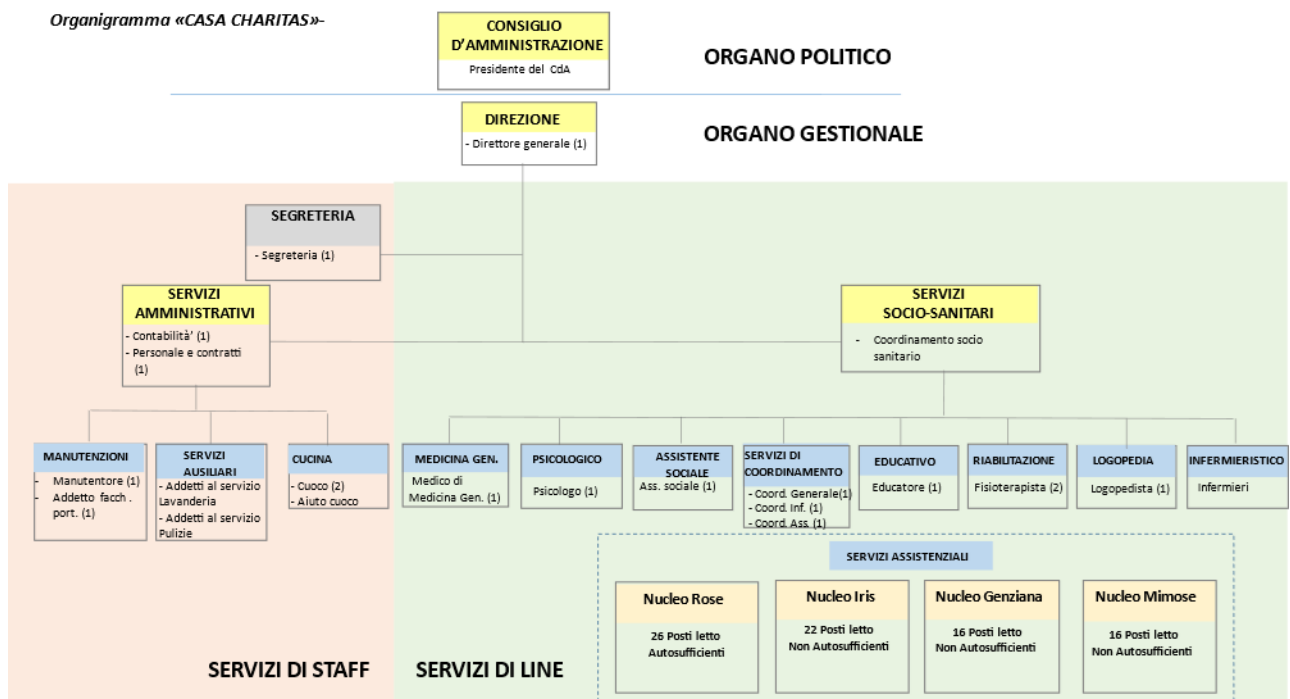 Organigramma «CASA CHARITAS»-
CONSIGLIO
D'AMMINISTRAZIONE
Presidente del CdA
ORGANO POLITICO
DIREZIONE
- Direttore generale (1)
ORGANO GESTIONALE
SEGRETERIA
- Segreteria (1)
SERVIZI
AMMINISTRATIVI
- Contabilità' (1)
- Personale e contratti
(1)
SERVIZI
SOCIO-SANITARI
- Coordinamento socio
sanitario
MANUTENZIONI
- Manutentore (1)
- Addetto facch .
port. (1)
SERVIZI
AUSILIARI
- Addetti al servizio
Lavanderia
- Addetti al servizio
Pulizie
CUCINA
- Cuoco (2)
- Aiuto cuoco
MEDICINA GEN.
Medico di
Medicina Gen. (1)
PSICOLOGICO
Psicologo (1)
ASSISTENTE
SOCIALE
Ass. sociale (1)
SERVIZI DI
COORDINAMENTO
- Coord. Generale(1)
- Coord. Inf. (1)
- Coord. Ass. (1)
EDUCATIVO
Educatore (1)
RIABILITAZIONE
Fisioterapista (2)
LOGOPEDIA
Logopedista (1)
INFERMIERISTICO
Infermieri
SERVIZI ASSISTENZIALI
Nucleo Rose
26 Posti letto
Autosufficienti
Nucleo Iris
22 Posti letto
Non Autosufficienti
Nucleo Genziana
16 Posti letto
Non Autosufficienti
Nucleo Mimose
16 Posti letto
Non Autosufficienti
SERVIZI DI STAFF
SERVIZI DI LINE